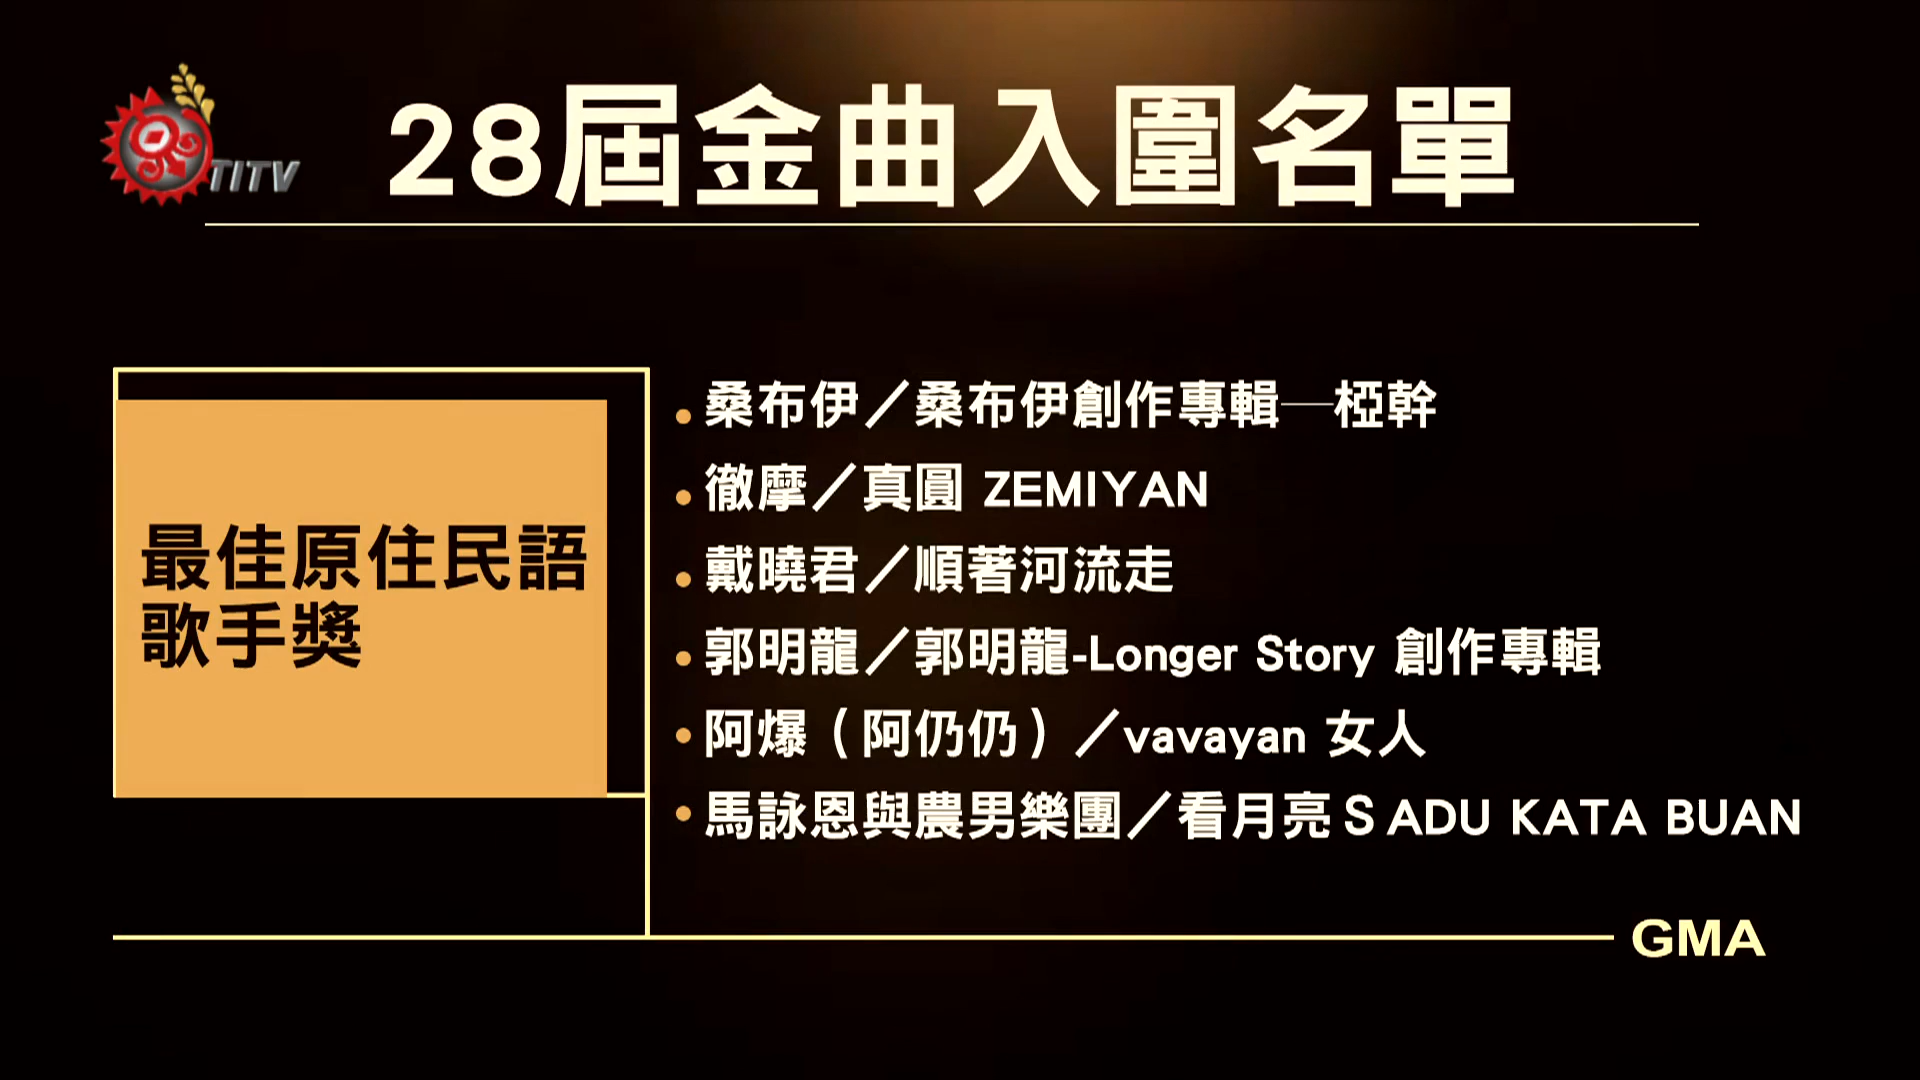 TITV
28屆金曲入圍名單
最佳原住民語
歌手獎
桑布伊／桑布伊創作專輯—椏幹
徹摩／真圓 ZEMIYAN
戴曉君／順著河流走
郭明龍／郭明龍-Longer Story 創作專輯
阿爆（阿仍仍）／vavayan 女人
馬詠恩與農男樂團／看月亮S ADU KATA BUAN
GMA